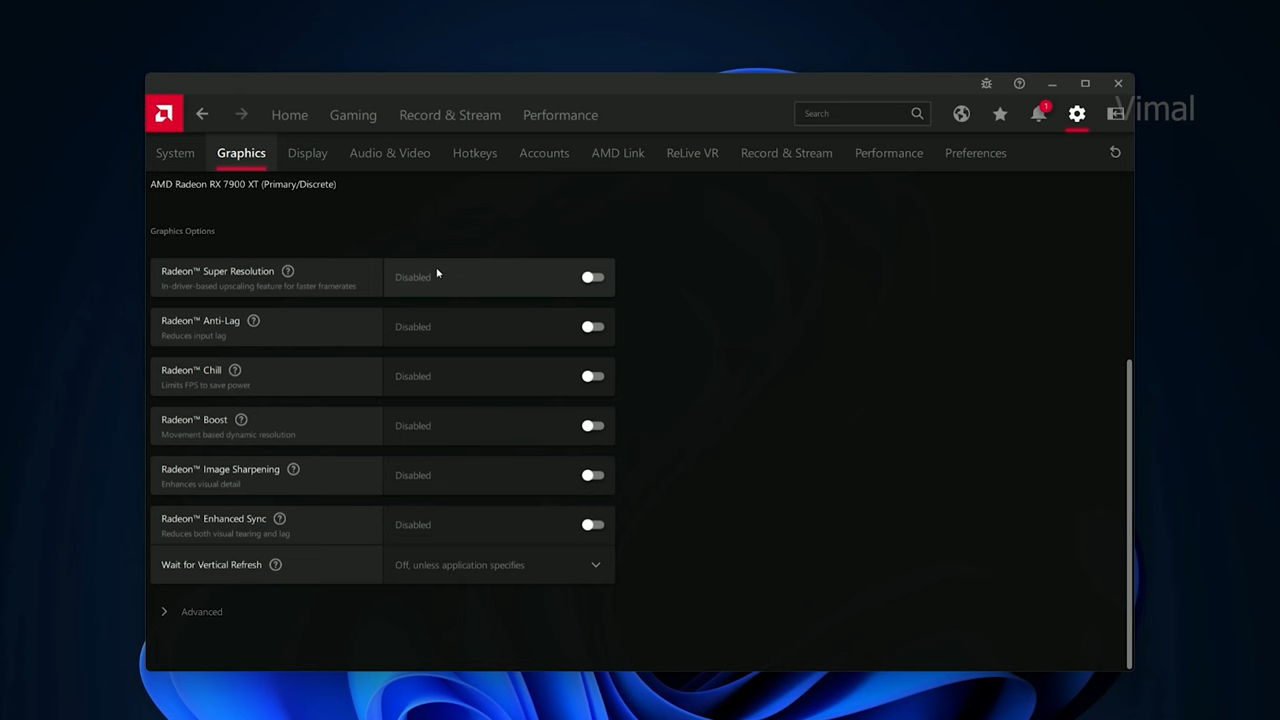 Home Gaming Record & Stream Performance Search 1 Vimal
System Graphics Display Audio & Video Hotkeys Accounts AMD Link ReLive VR Record & Stream Performance Preferences
AMD Radeon RX 7900 XT (Primary/Discrete)
Graphics Options
Radeon™ Super Resolution ? Disabled
In-driver-based upscaling feature for faster framerates
Radeon™ Anti-Lag ? Disabled
Reduces input lag
Radeon™ Chill ? Disabled
Limits FPS to save power
Radeon™ Boost ? Disabled
Movement based dynamic resolution
Radeon™ Image Sharpening ? Disabled
Enhances visual detail
Radeon™ Enhanced Sync ? Disabled
Reduces both visual tearing and lag
Wait for Vertical Refresh ? Off, unless application specifies
Advanced